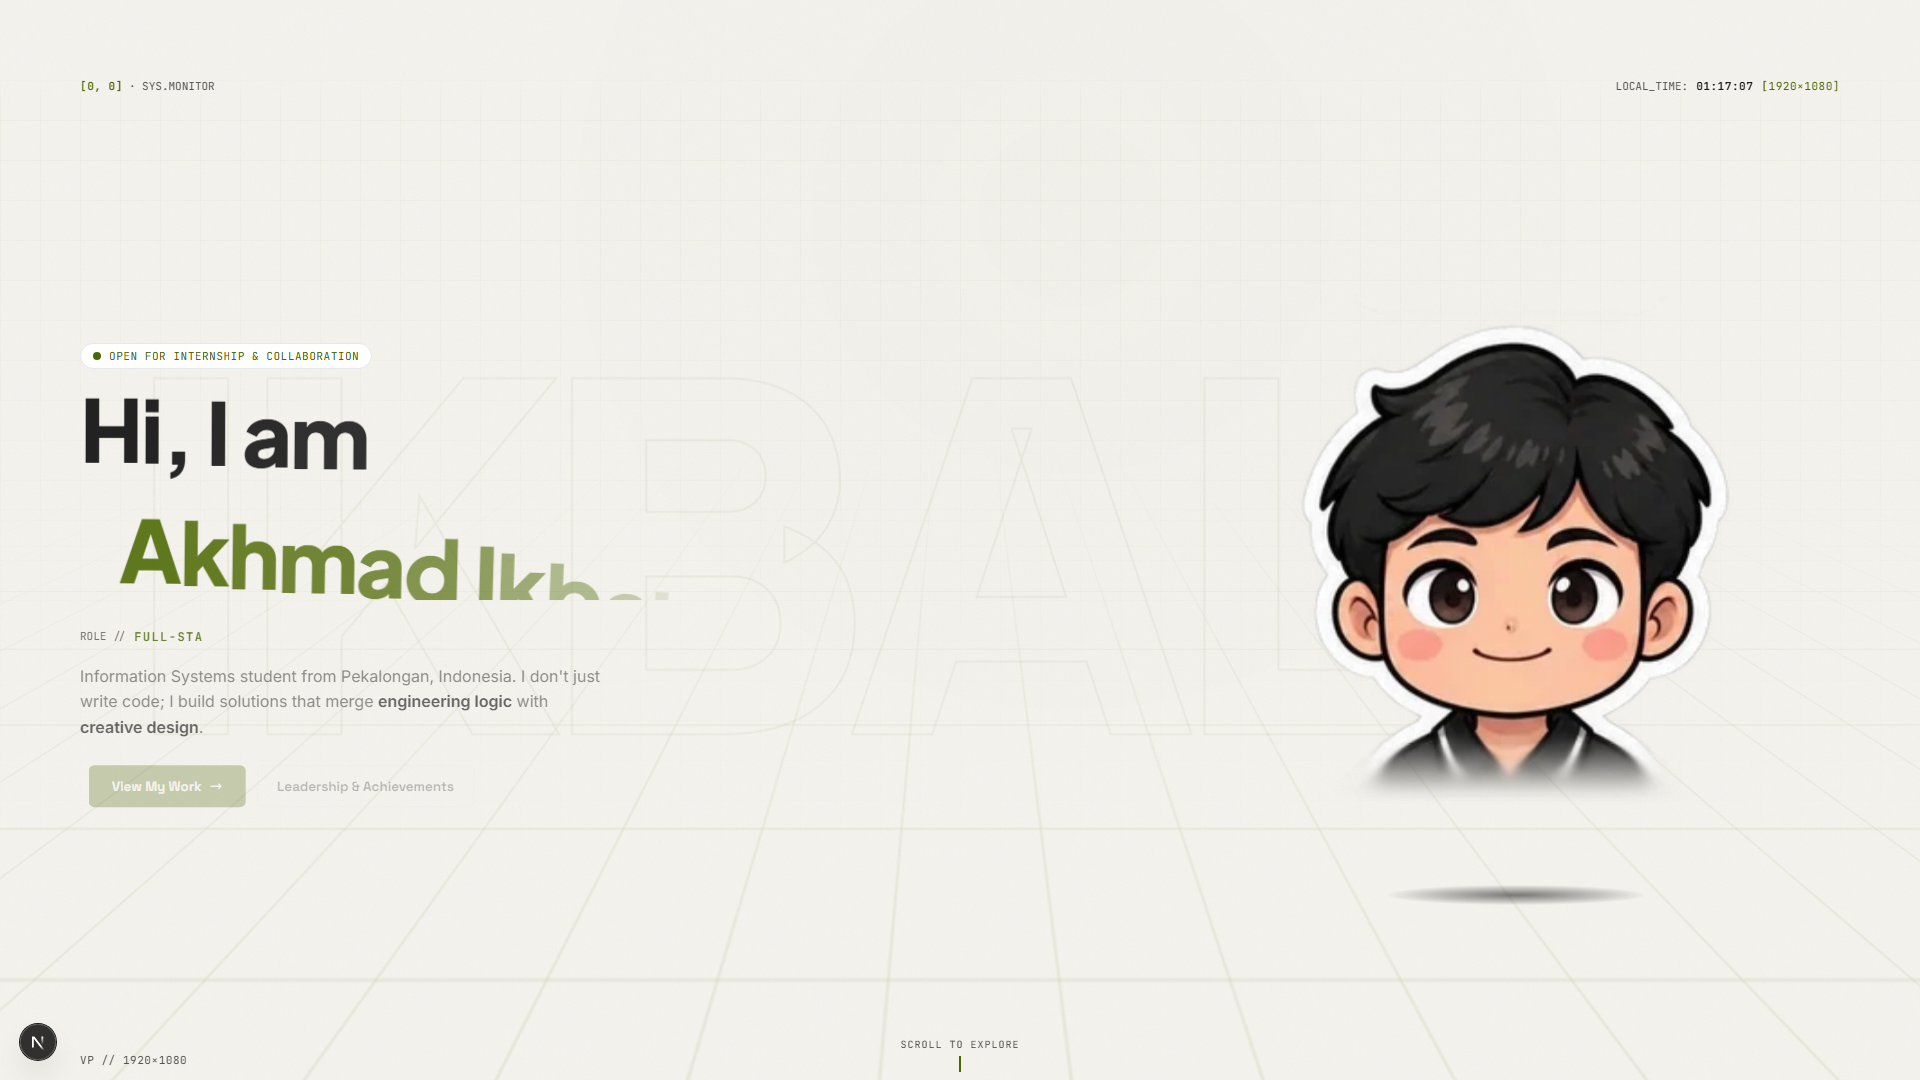 [0, 0] · SYS.MONITOR
LOCAL_TIME: 01:17:07 [1920×1080]
OPEN FOR INTERNSHIP & COLLABORATION
IKBAL
Hi, I am
Akhmad Ikbal
ROLE // FULL-STA
Information Systems student from Pekalongan, Indonesia. I don't just
write code; I build solutions that merge engineering logic with
creative design.
View My Work →
Leadership & Achievements
SCROLL TO EXPLORE
N
VP // 1920×1080